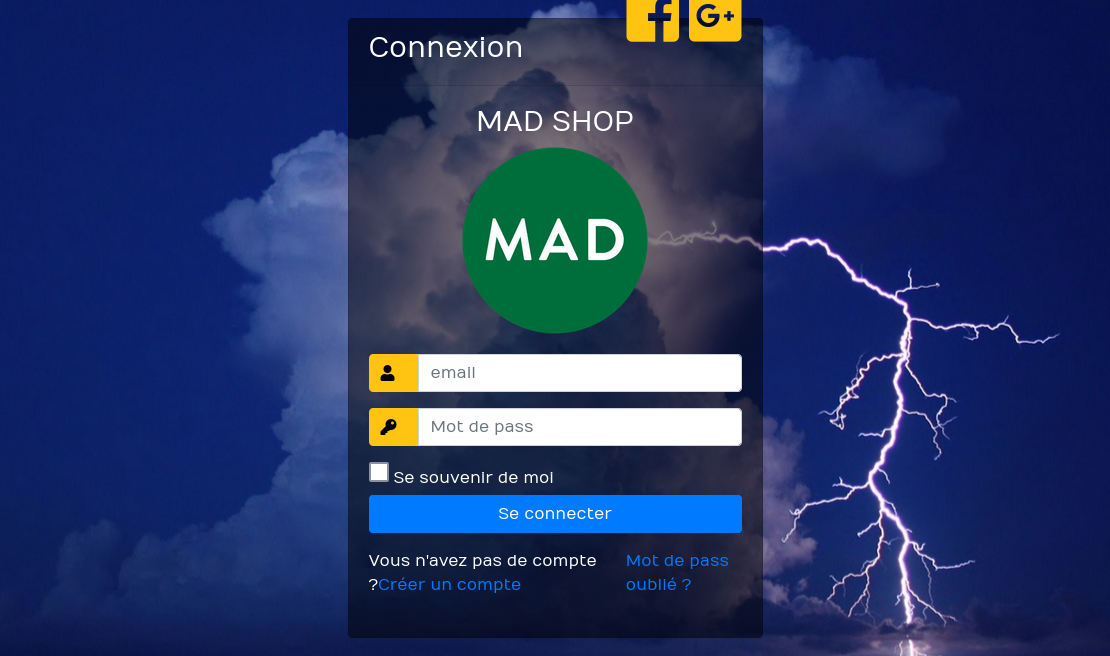 Connexion
G+
MAD SHOP
MAD
email
Mot de pass
Se souvenir de moi
Se connecter
Vous n'avez pas de compte
?Créer un compte
Mot de pass
oublié ?